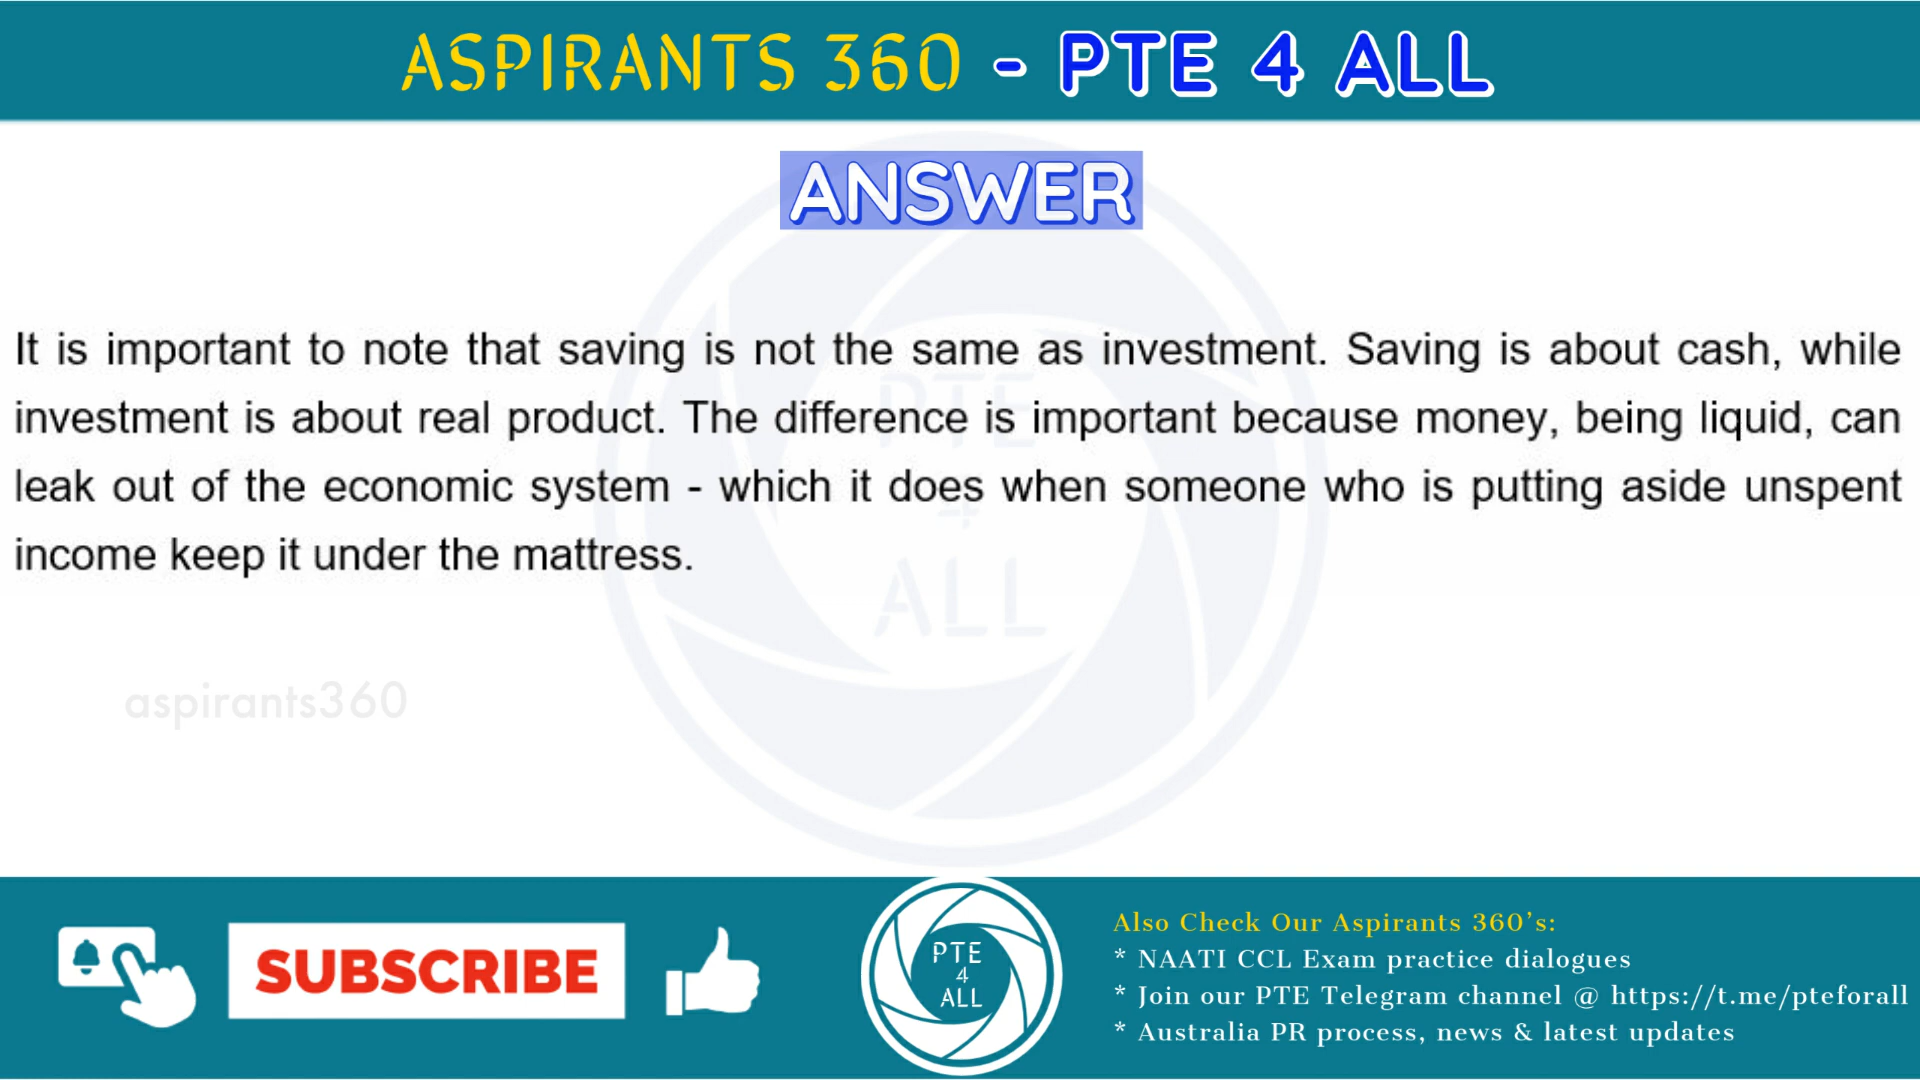 ASPIRANTS 360 - PTE 4 ALL
ANSWER
It is important to note that saving is not the same as investment. Saving is about cash, while
investment is about real product. The difference is important because money, being liquid, can
leak out of the economic system - which it does when someone who is putting aside unspent
income keep it under the mattress.
PTE
4
ALL
aspirants360
SUBSCRIBE
PTE
4
ALL
Also Check Our Aspirants 360's:
* NAATI CCL Exam practice dialogues
* Join our PTE Telegram channel @ https://t.me/pteforall
* Australia PR process, news & latest updates